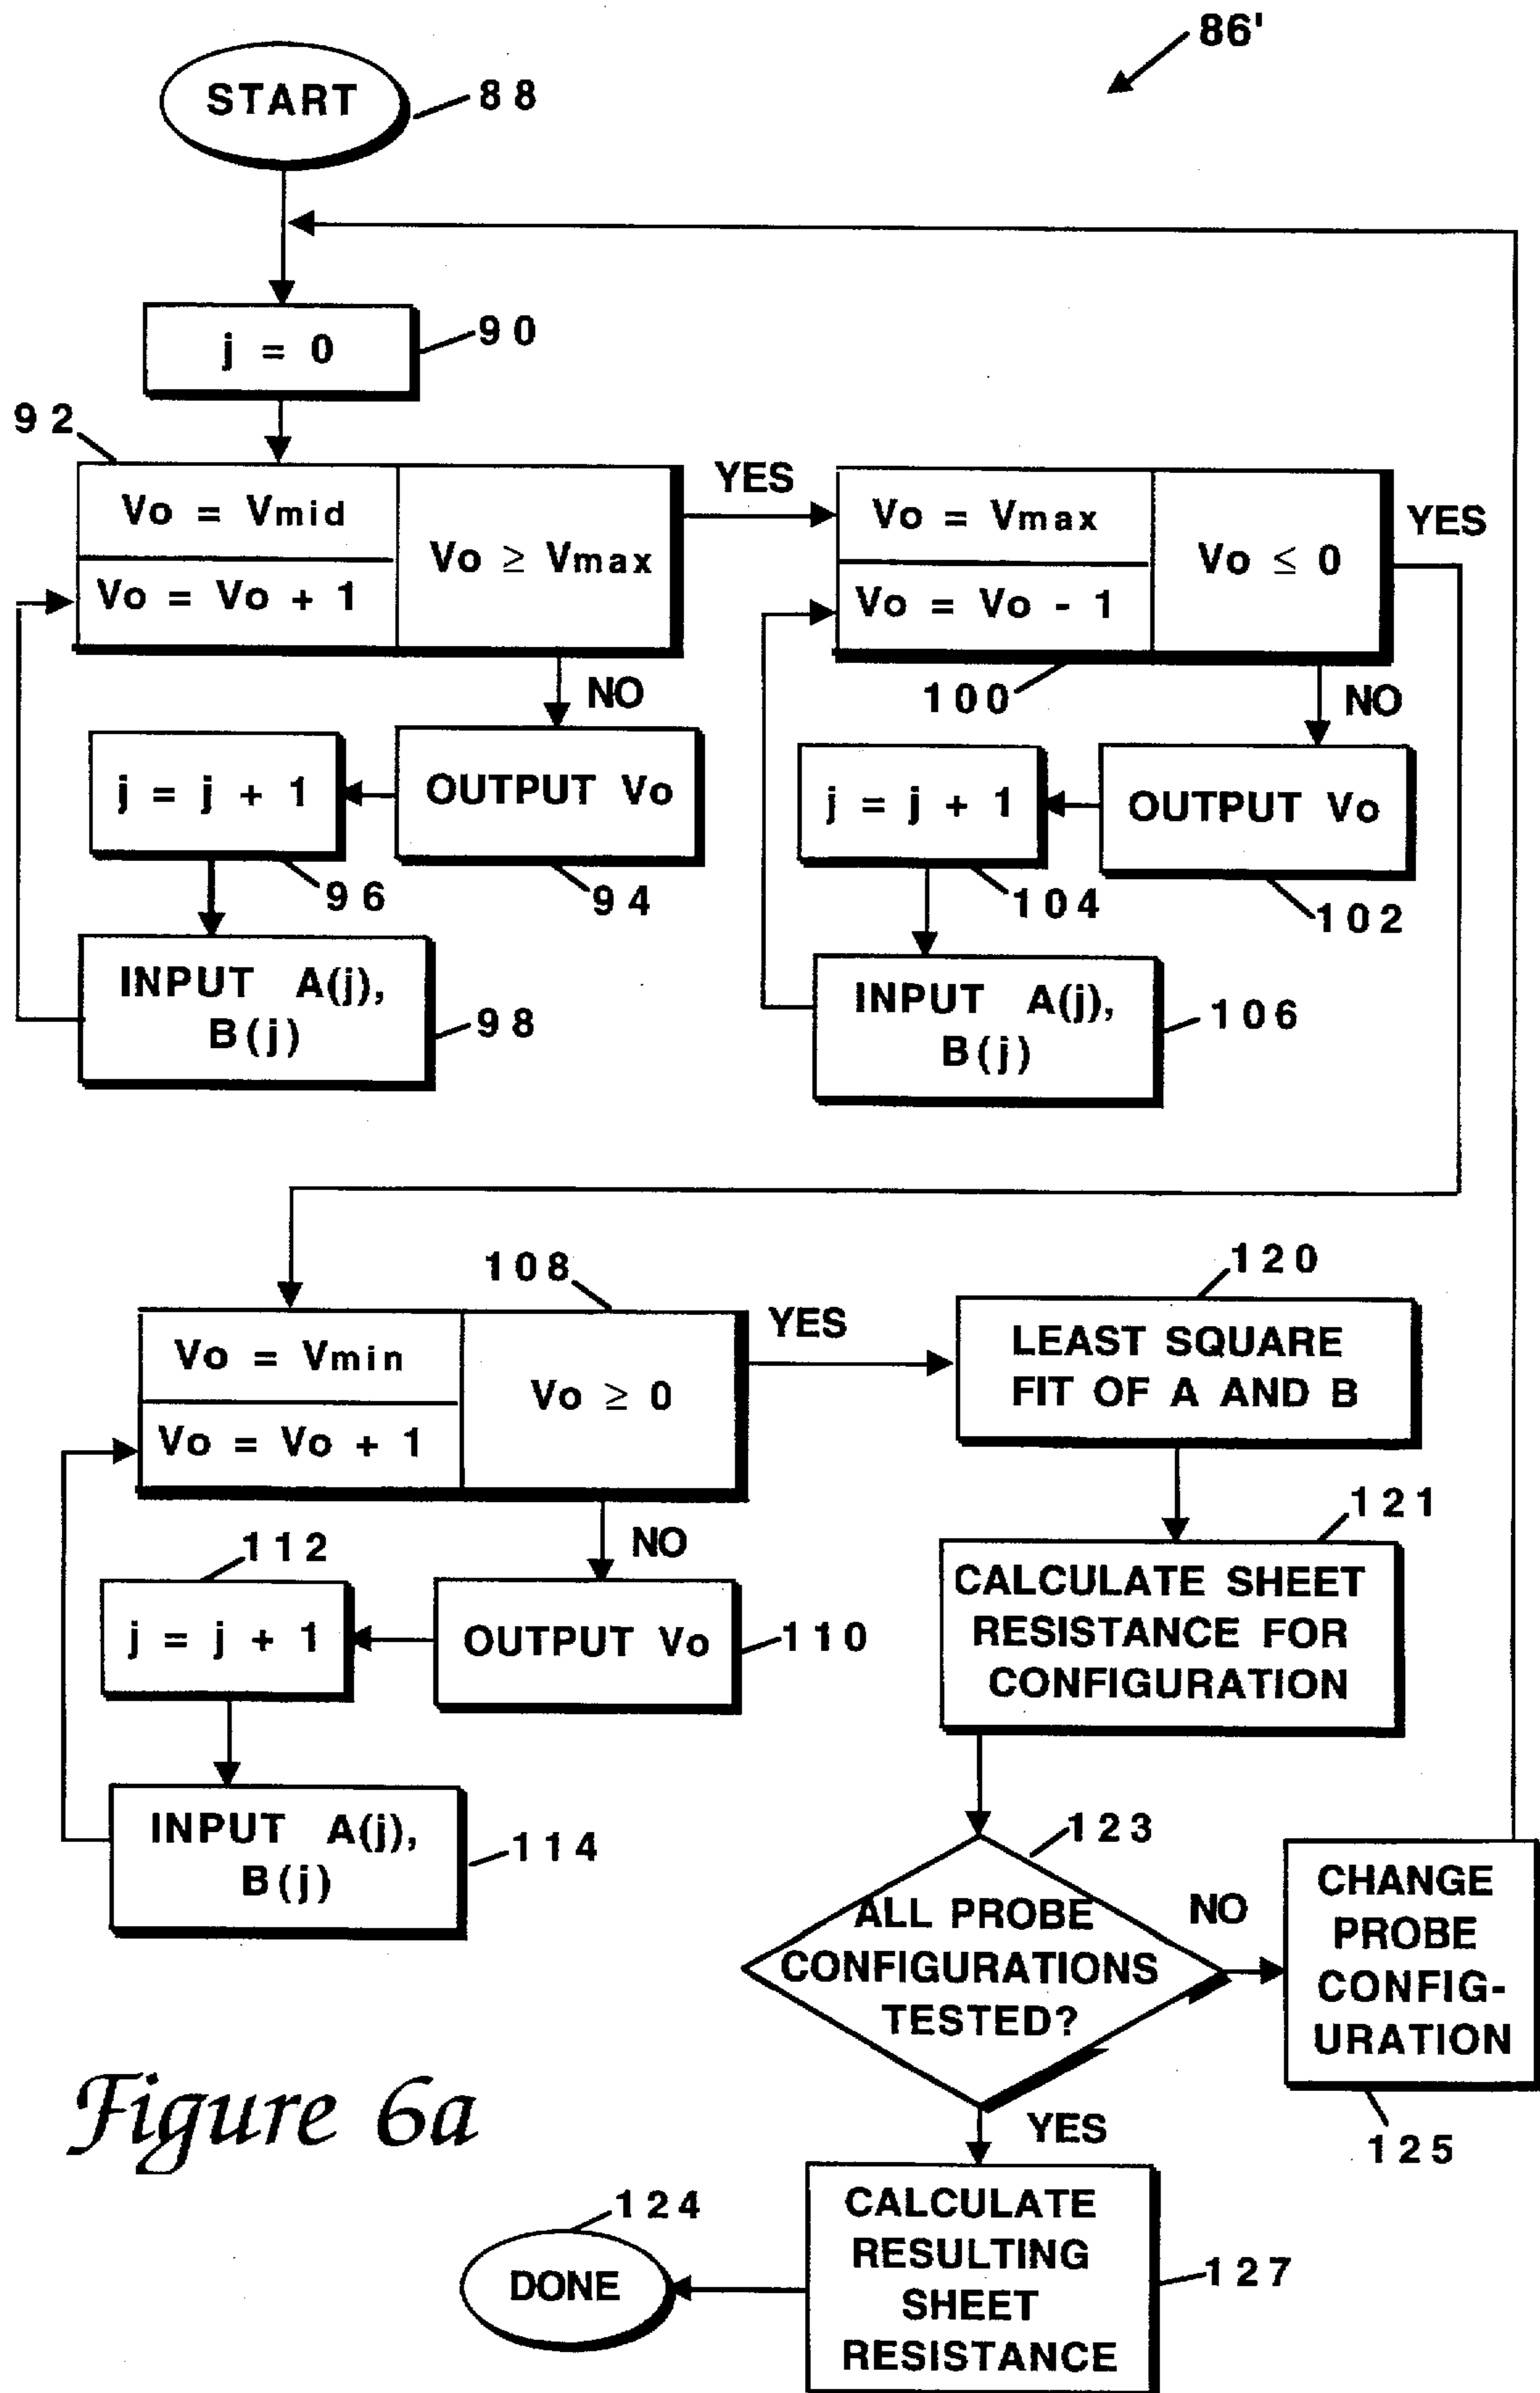 86'
START
88
j = 0
90
92
Vo = Vmid
Vo = Vo + 1
Vo ≥ Vmax
YES
NO
OUTPUT Vo
94
j = j + 1
96
INPUT A(j),
B(j)
98
Vo = Vmax
Vo = Vo - 1
Vo ≤ 0
YES
100
NO
OUTPUT Vo
102
j = j + 1
104
INPUT A(j),
B(j)
106
108
Vo = Vmin
Vo = Vo + 1
Vo ≥ 0
YES
NO
OUTPUT Vo
110
112
j = j + 1
INPUT A(j),
B(j)
114
120
LEAST SQUARE
FIT OF A AND B
121
CALCULATE SHEET
RESISTANCE FOR
CONFIGURATION
123
ALL PROBE
CONFIGURATIONS
TESTED?
NO
CHANGE
PROBE
CONFIG-
URATION
125
YES
CALCULATE
RESULTING
SHEET
RESISTANCE
127
124
DONE
Figure 6a